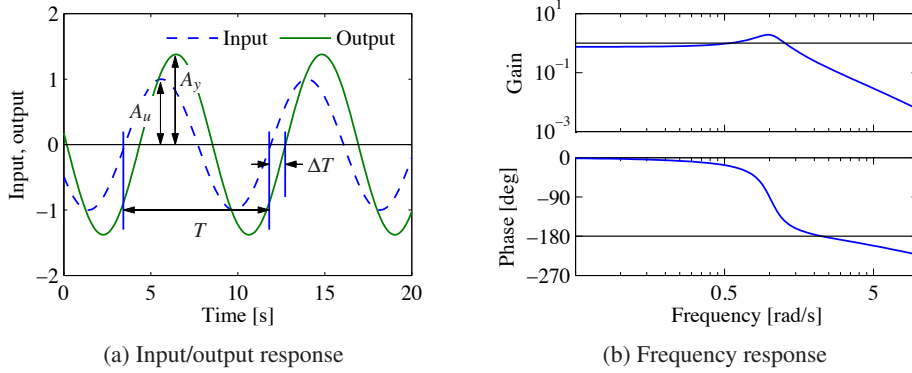 2
1
0
−1
−2
Input, output
Input
Output
A_u
A_y
ΔT
T
0
5
10
15
20
Time [s]
(a) Input/output response
10^1
10^−1
10^−3
Gain
0
−90
−180
−270
Phase [deg]
0.5
5
Frequency [rad/s]
(b) Frequency response